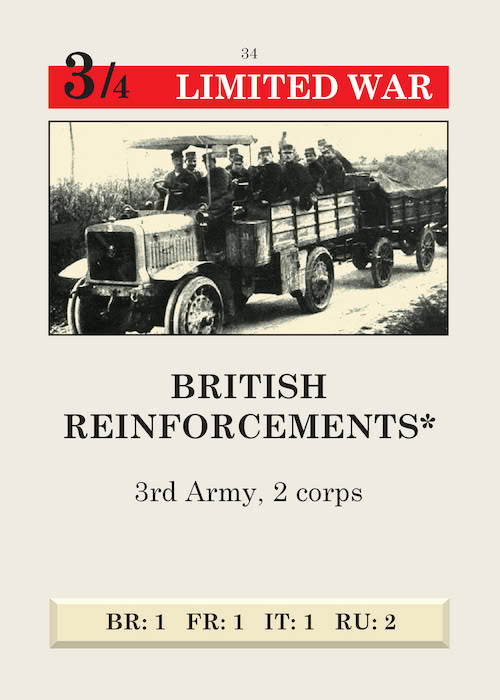 34
3/4 LIMITED WAR
BRITISH
REINFORCEMENTS*
3rd Army, 2 corps
BR: 1 FR: 1 IT: 1 RU: 2